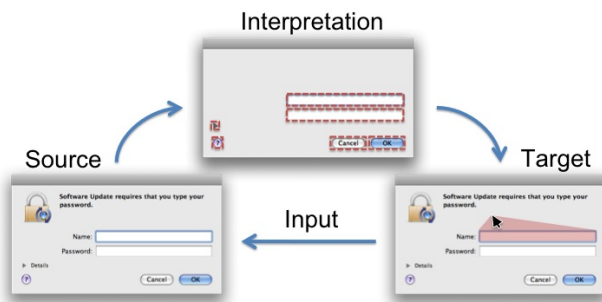 Interpretation
?
Cancel OK
Source
Target
Input
Software Update requires that you type your
password.
Name:
Password:
Details
?
Cancel OK
Software Update requires that you type your
password.
Name:
Password:
Details
?
Cancel OK